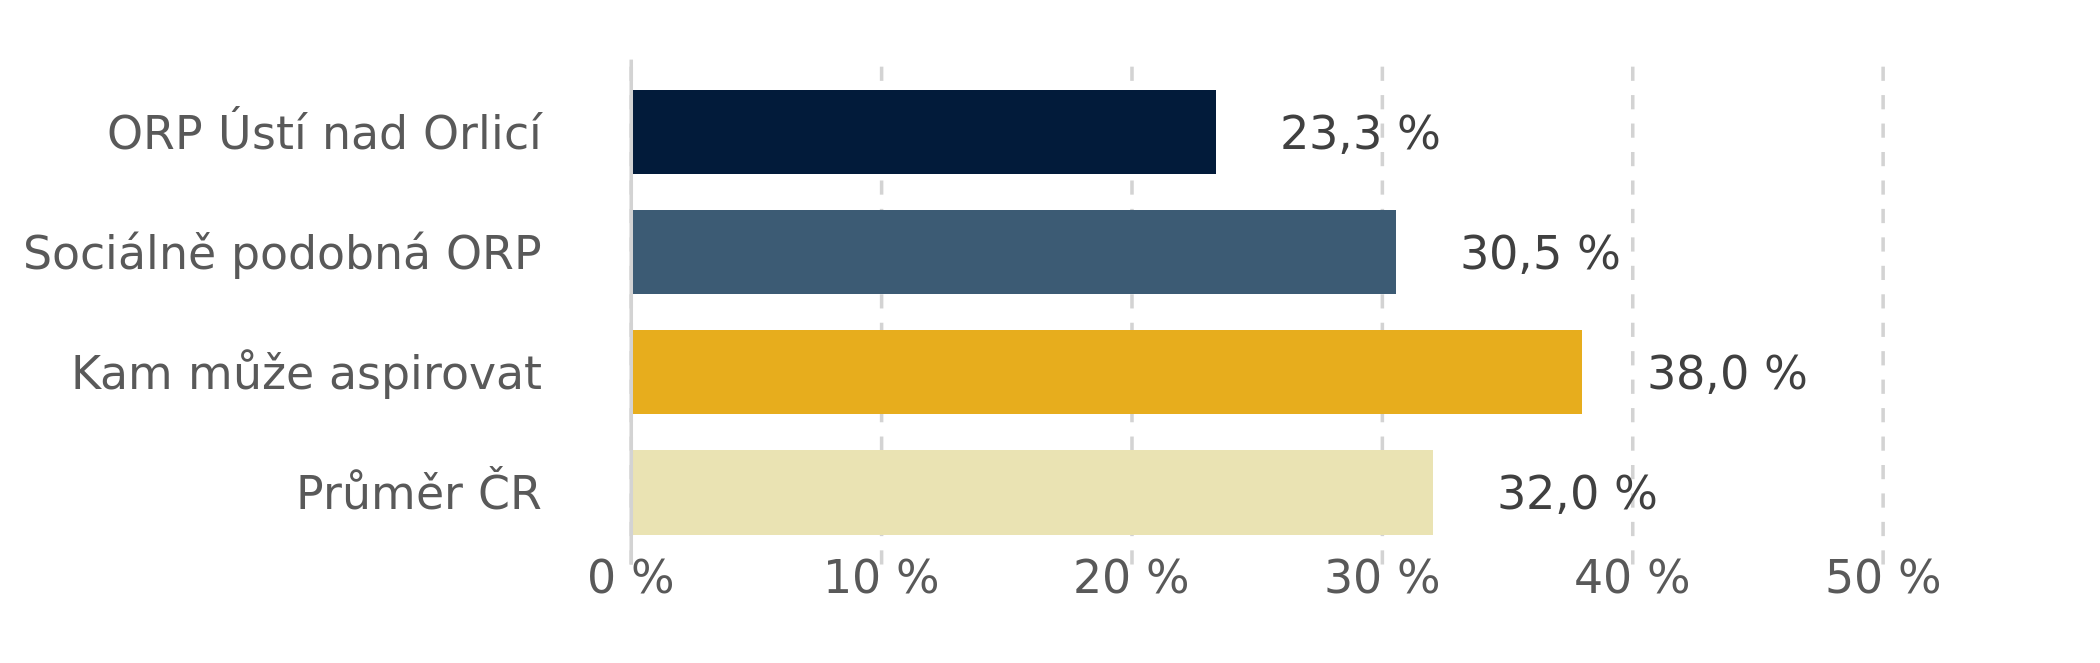 ORP Ústí nad Orlicí 23,3 %
Sociálně podobná ORP 30,5 %
Kam může aspirovat 38,0 %
Průměr ČR 32,0 %
0 % 10 % 20 % 30 % 40 % 50 %